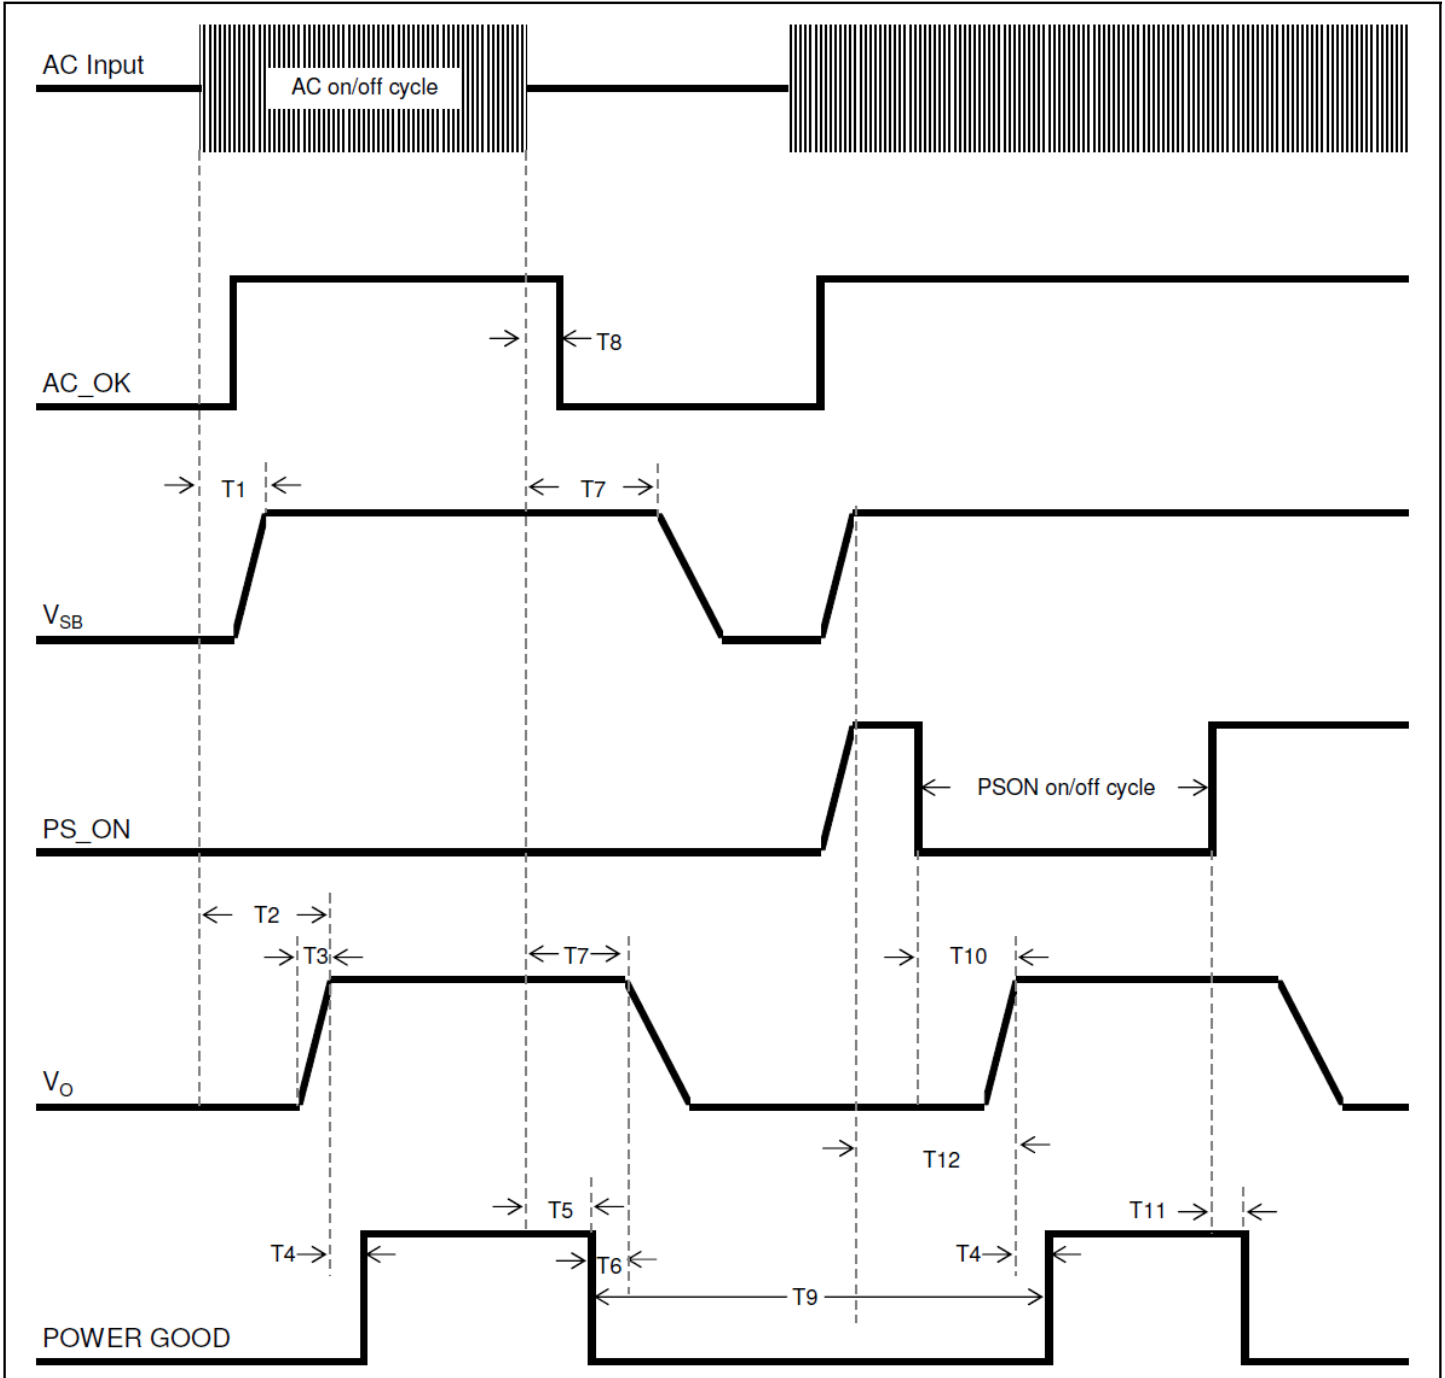 AC Input
AC on/off cycle
T8
AC_OK
T1
T7
VSB
PSON on/off cycle
PS_ON
T2
T3
T7
T10
VO
T12
T5
T11
T4
T6
T4
T9
POWER GOOD